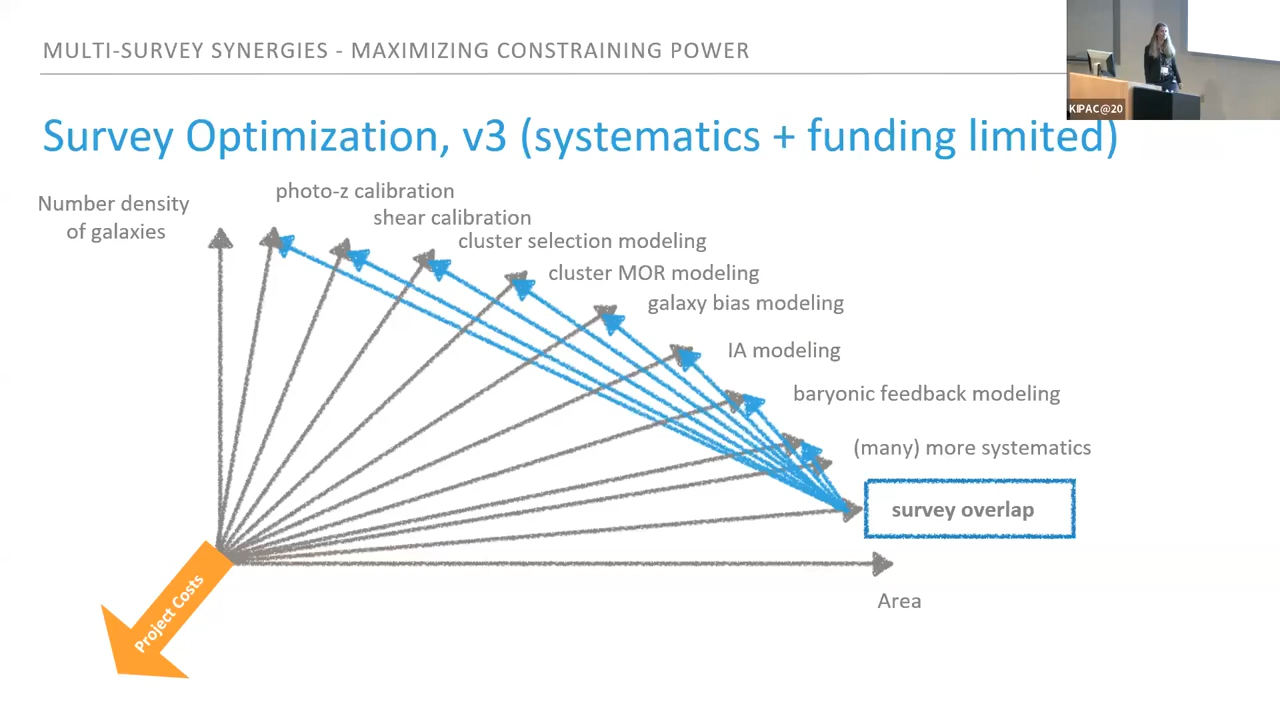 MULTI-SURVEY SYNERGIES - MAXIMIZING CONSTRAINING POWER
KIPAC@20
Survey Optimization, v3 (systematics + funding limited)
Number density
of galaxies
photo-z calibration
shear calibration
cluster selection modeling
cluster MOR modeling
galaxy bias modeling
IA modeling
baryonic feedback modeling
(many) more systematics
survey overlap
Area
Project Costs